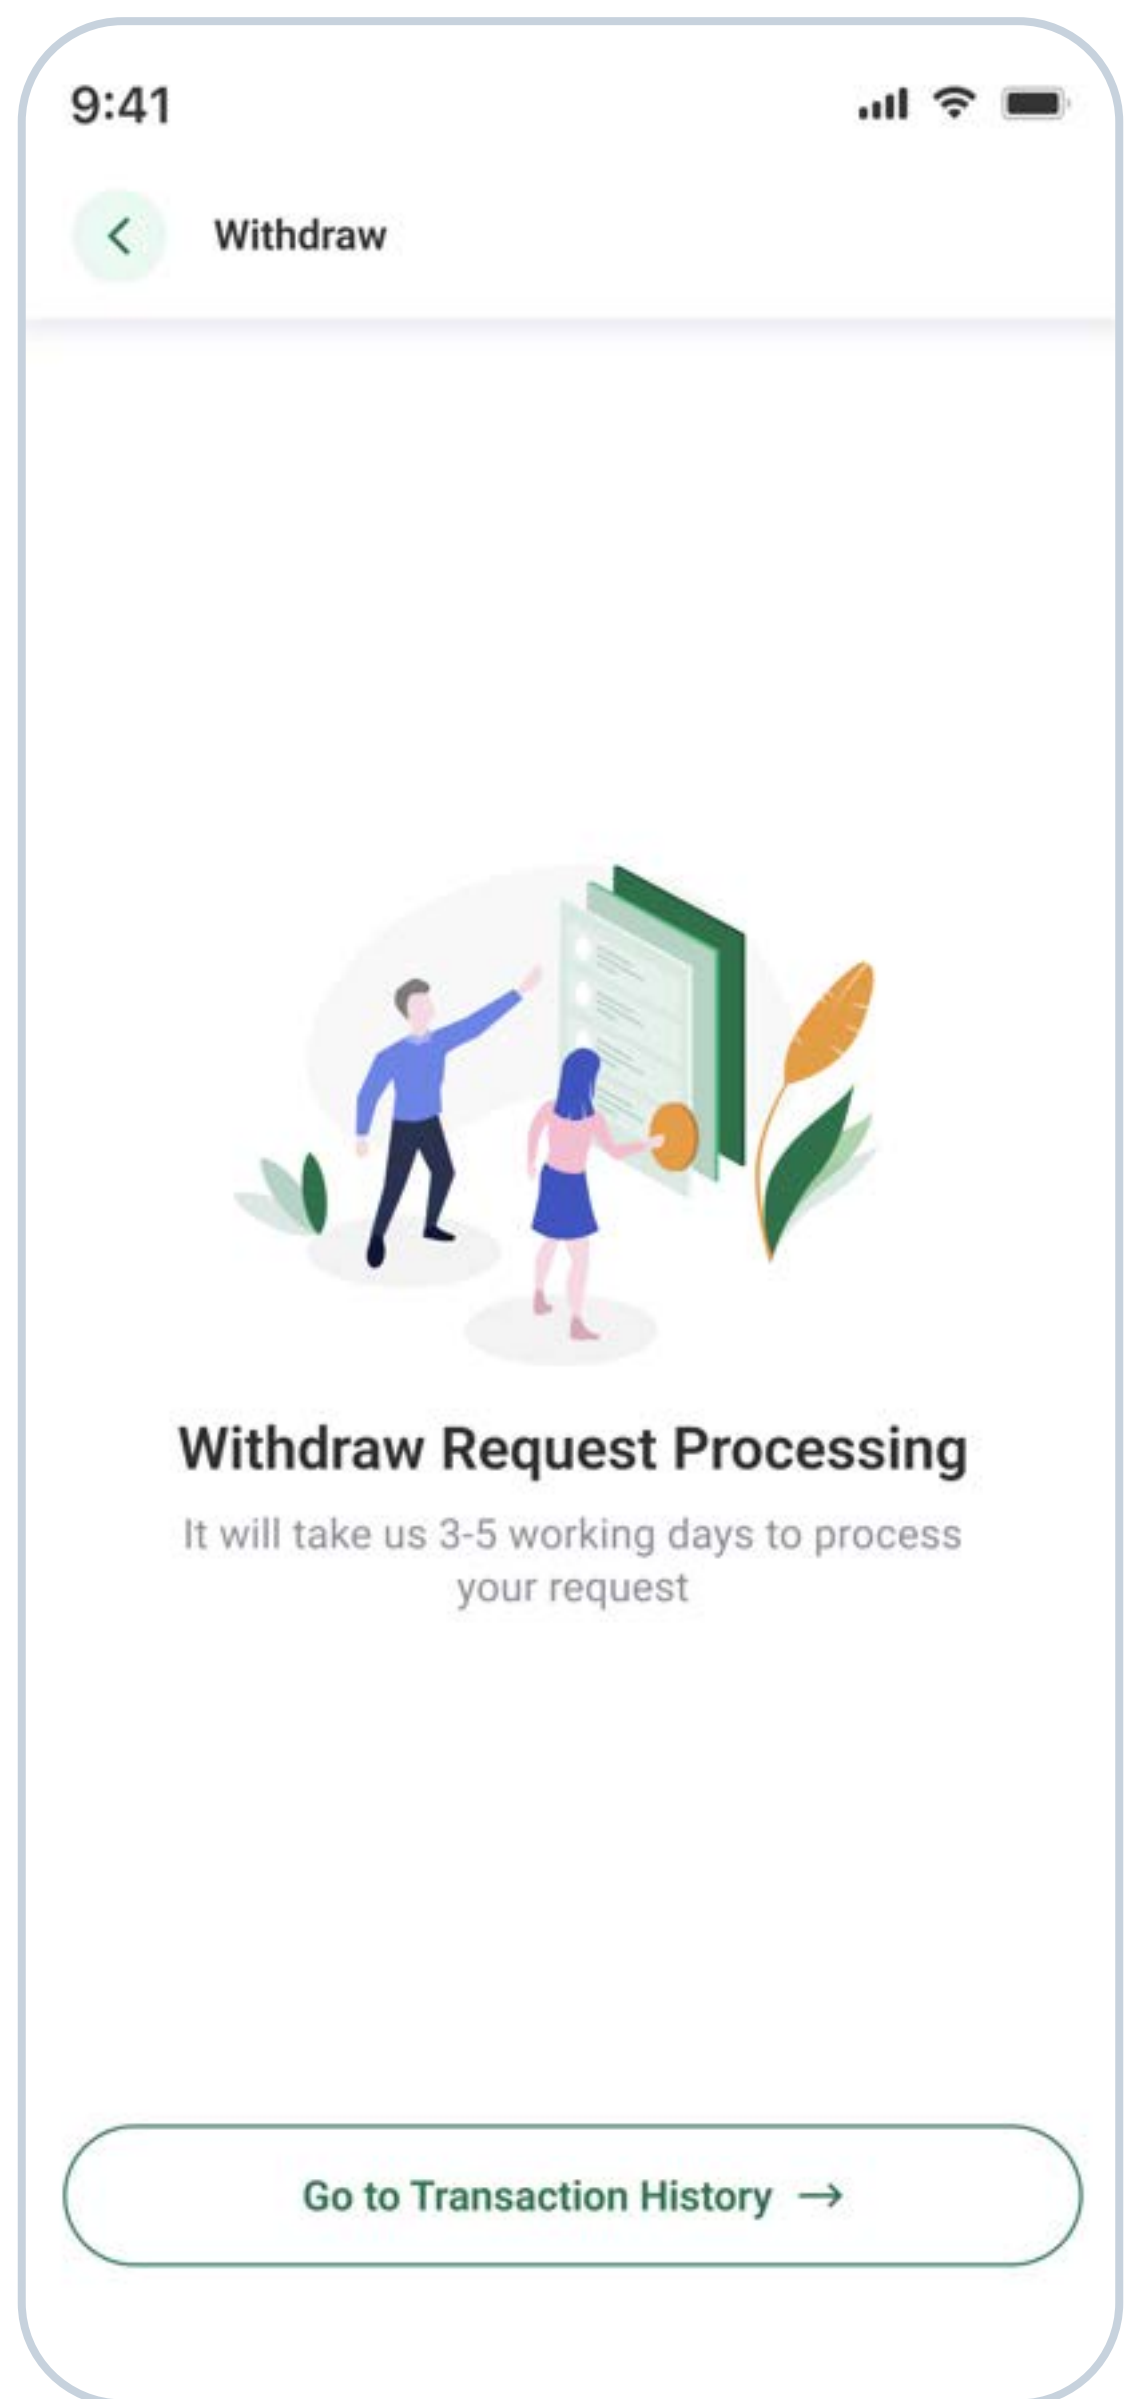 9:41
Withdraw
Withdraw Request Processing
It will take us 3-5 working days to process
your request
Go to Transaction History →